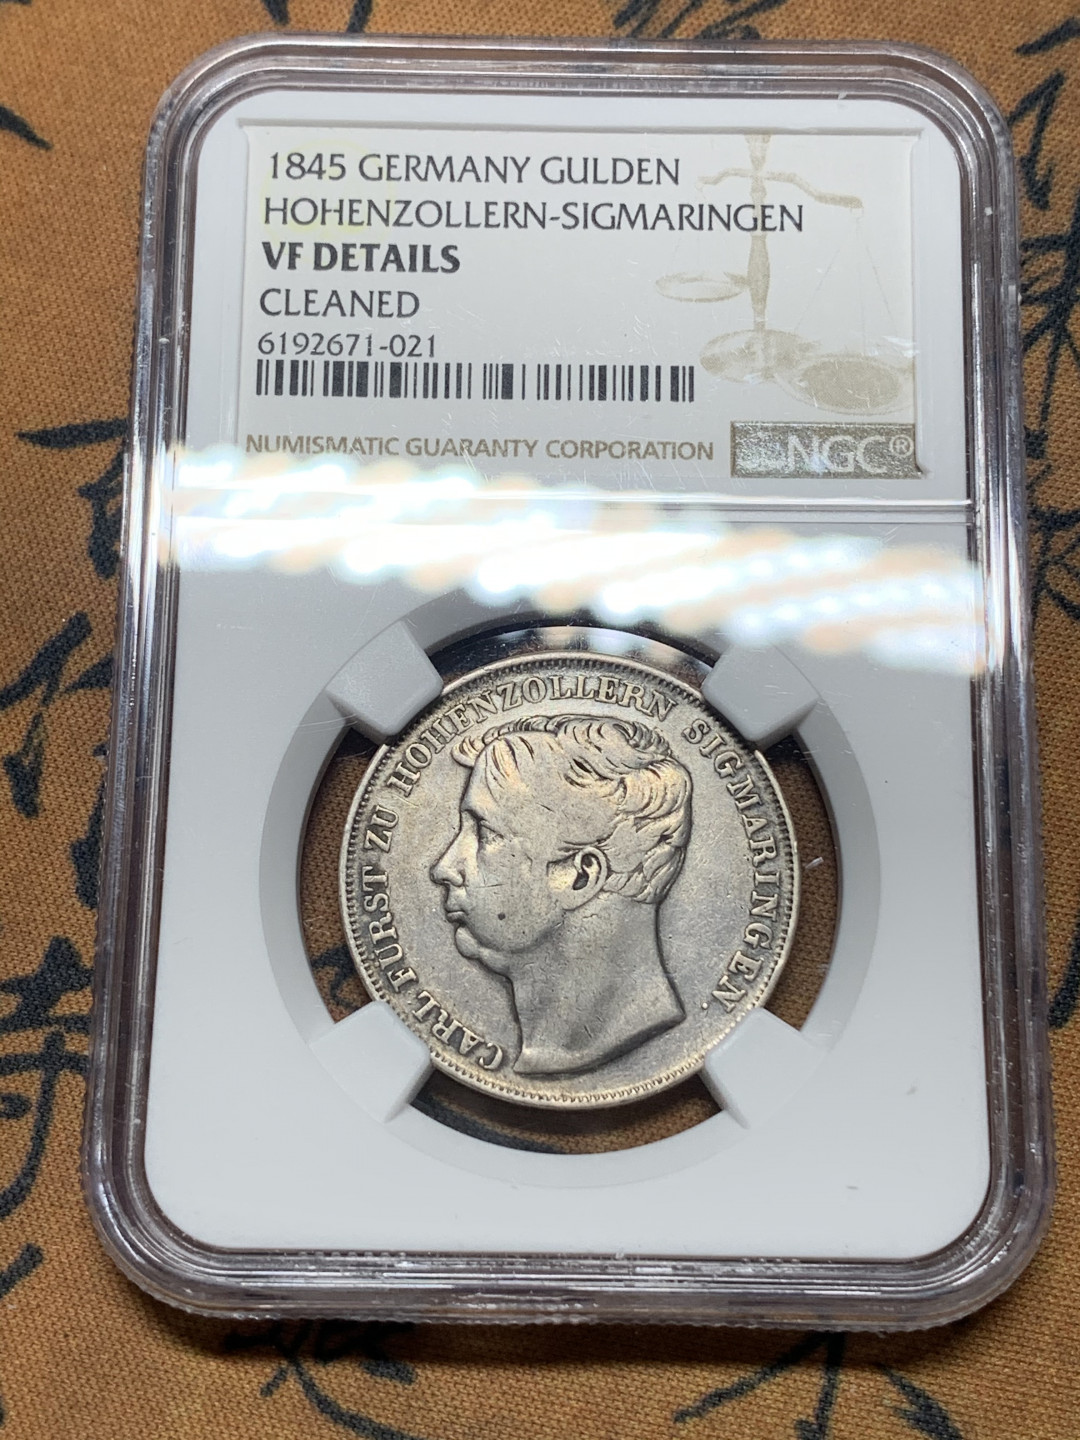 1845 GERMANY GULDEN
HOHENZOLLERN-SIGMARINGEN
VF DETAILS
CLEANED
6192671-021
NUMISMATIC GUARANTY CORPORATION
NGC®
CARL FÜRST ZU HOHENZOLLERN SIGMARINGEN.